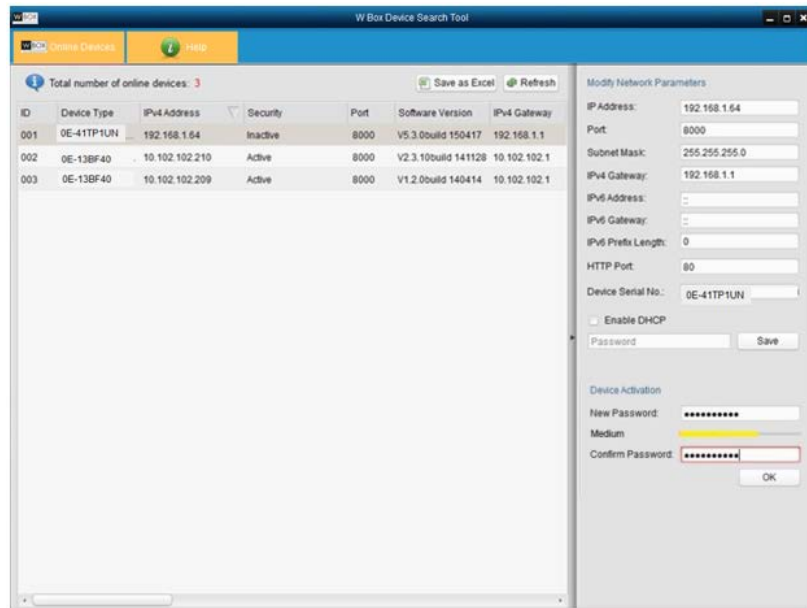 W BOX
W Box Device Search Tool
W BOX Online Devices
Help
Total number of online devices: 3
Save as Excel
Refresh
ID Device Type IPv4 Address Security Port Software Version IPv4 Gateway
001 0E-41TP1UN ... 192.168.1.64 Inactive 8000 V5.3.0build 150417 192.168.1.1
002 0E-13BF40 10.102.102.210 Active 8000 V2.3.10build 141128 10.102.102.1
003 0E-13BF40 10.102.102.209 Active 8000 V1.2.0build 140414 10.102.102.1
Modify Network Parameters
IP Address: 192.168.1.64
Port: 8000
Subnet Mask: 255.255.255.0
IPv4 Gateway: 192.168.1.1
IPv6 Address: ::
IPv6 Gateway: ::
IPv6 Prefix Length: 0
HTTP Port: 80
Device Serial No.: 0E-41TP1UN
Enable DHCP
Password Save
Device Activation
New Password: ••••••••••
Medium
Confirm Password: ••••••••••
OK